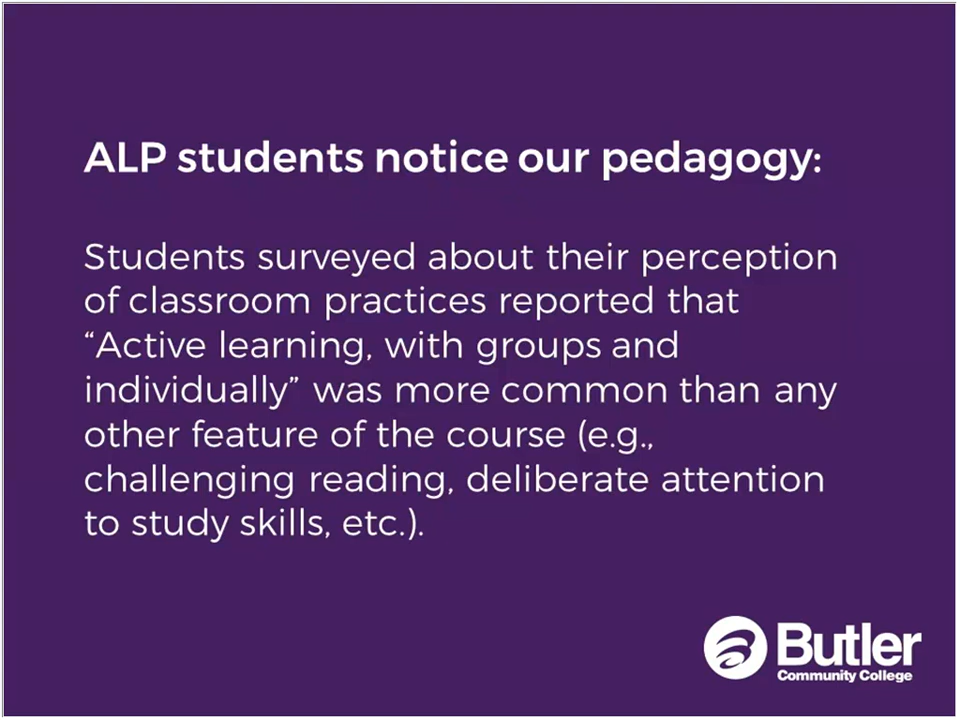 ALP students notice our pedagogy:
Students surveyed about their perception
of classroom practices reported that
“Active learning, with groups and
individually” was more common than any
other feature of the course (e.g.,
challenging reading, deliberate attention
to study skills, etc.).
Butler
Community College